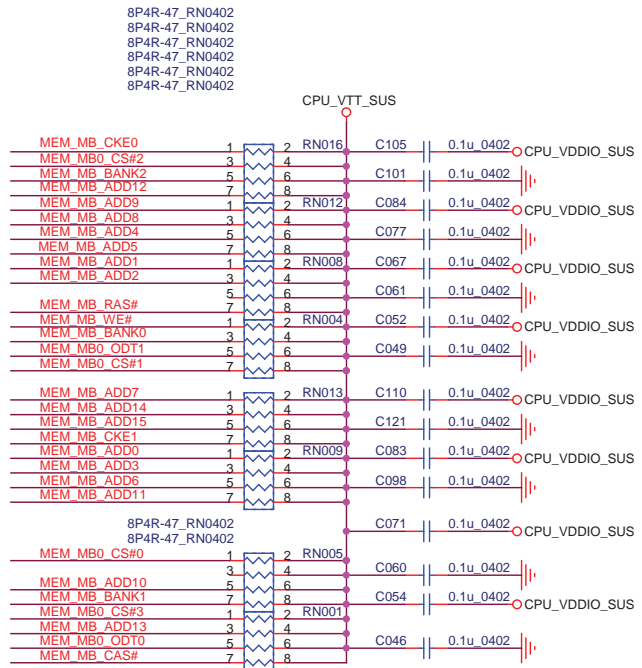 8P4R-47_RN0402
8P4R-47_RN0402
8P4R-47_RN0402
8P4R-47_RN0402
8P4R-47_RN0402
8P4R-47_RN0402
CPU_VTT_SUS
MEM_MB_CKE0 1 2 RN016 C105 0.1u_0402 CPU_VDDIO_SUS
MEM_MB0_CS#2 3 4
MEM_MB_BANK2 5 6 C101 0.1u_0402
MEM_MB_ADD12 7 8
MEM_MB_ADD9 1 2 RN012 C084 0.1u_0402 CPU_VDDIO_SUS
MEM_MB_ADD8 3 4
MEM_MB_ADD4 5 6 C077 0.1u_0402
MEM_MB_ADD5 7 8
MEM_MB_ADD1 1 2 RN008 C067 0.1u_0402 CPU_VDDIO_SUS
MEM_MB_ADD2 3 4
5 6 C061 0.1u_0402
MEM_MB_RAS# 7 8
MEM_MB_WE# 1 2 RN004 C052 0.1u_0402 CPU_VDDIO_SUS
MEM_MB_BANK0 3 4
MEM_MB0_ODT1 5 6 C049 0.1u_0402
MEM_MB0_CS#1 7 8
MEM_MB_ADD7 1 2 RN013 C110 0.1u_0402 CPU_VDDIO_SUS
MEM_MB_ADD14 3 4
MEM_MB_ADD15 5 6 C121 0.1u_0402
MEM_MB_CKE1 7 8
MEM_MB_ADD0 1 2 RN009 C083 0.1u_0402 CPU_VDDIO_SUS
MEM_MB_ADD3 3 4
MEM_MB_ADD6 5 6 C098 0.1u_0402
MEM_MB_ADD11 7 8
8P4R-47_RN0402 C071 0.1u_0402 CPU_VDDIO_SUS
8P4R-47_RN0402
MEM_MB0_CS#0 1 2 RN005
3 4 C060 0.1u_0402
MEM_MB_ADD10 5 6
MEM_MB_BANK1 7 8 C054 0.1u_0402 CPU_VDDIO_SUS
MEM_MB0_CS#3 1 2 RN001
MEM_MB_ADD13 3 4
MEM_MB0_ODT0 5 6 C046 0.1u_0402
MEM_MB_CAS# 7 8